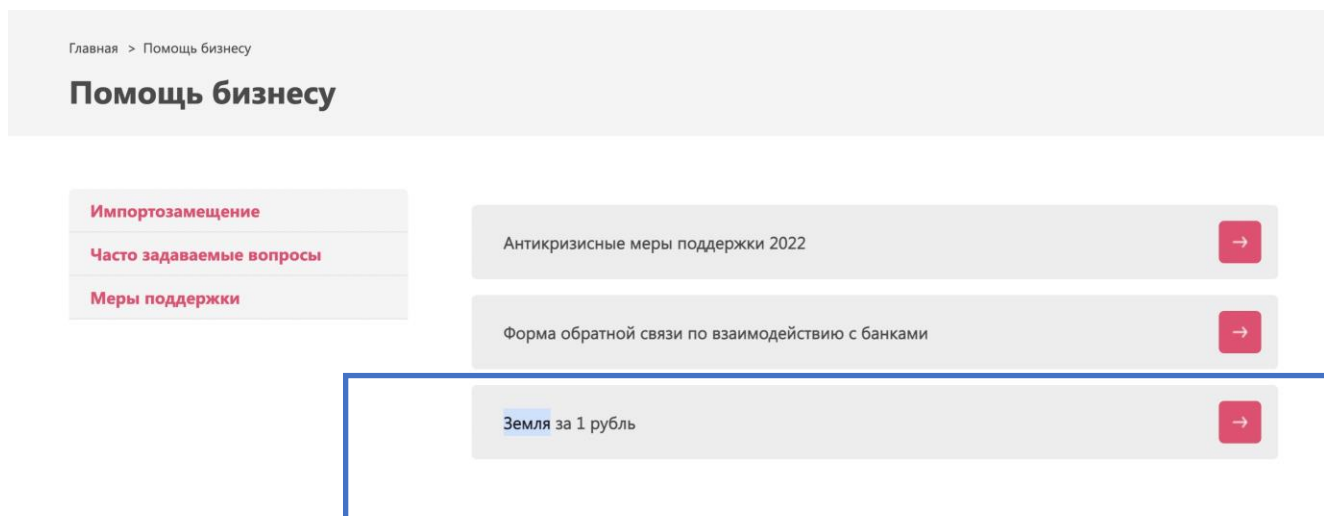 Главная > Помощь бизнесу
Помощь бизнесу
Импортозамещение
Часто задаваемые вопросы
Меры поддержки
Антикризисные меры поддержки 2022
Форма обратной связи по взаимодействию с банками
Земля за 1 рубль